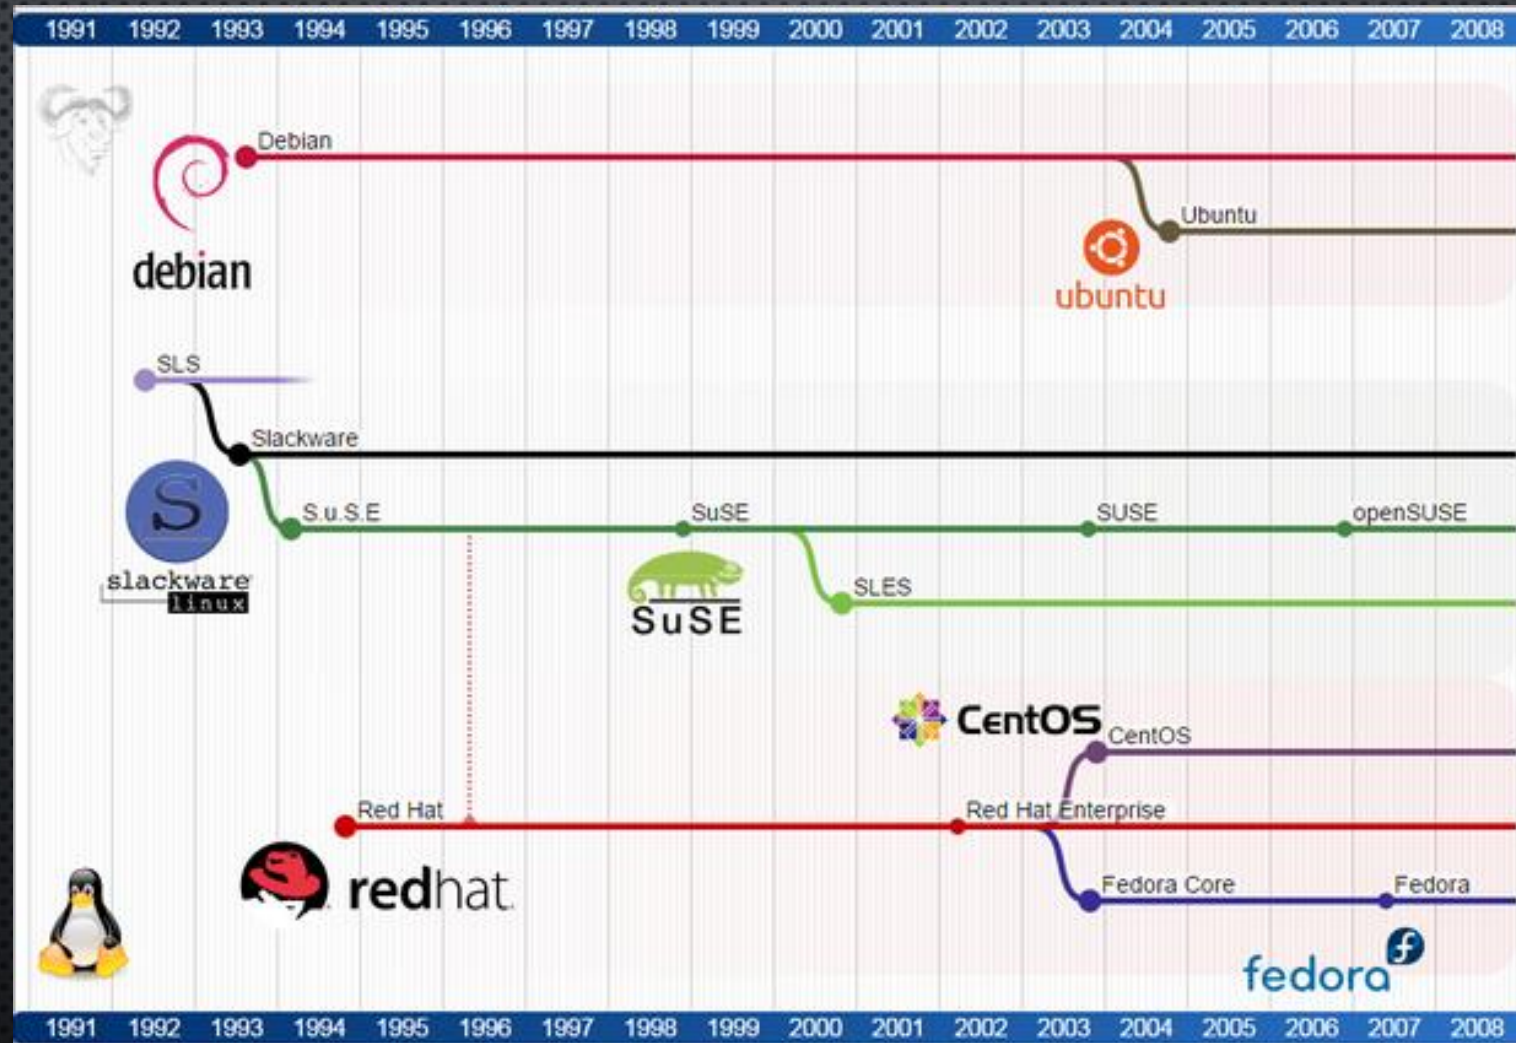 1991 1992 1993 1994 1995 1996 1997 1998 1999 2000 2001 2002 2003 2004 2005 2006 2007 2008
Debian
debian
Ubuntu
ubuntu
SLS
Slackware
S
slackware
linux
S.u.S.E
SuSE
SUSE
openSUSE
SuSE
SLES
CentOS
CentOS
Red Hat
Red Hat Enterprise
redhat
Fedora Core
Fedora
fedora
1991 1992 1993 1994 1995 1996 1997 1998 1999 2000 2001 2002 2003 2004 2005 2006 2007 2008